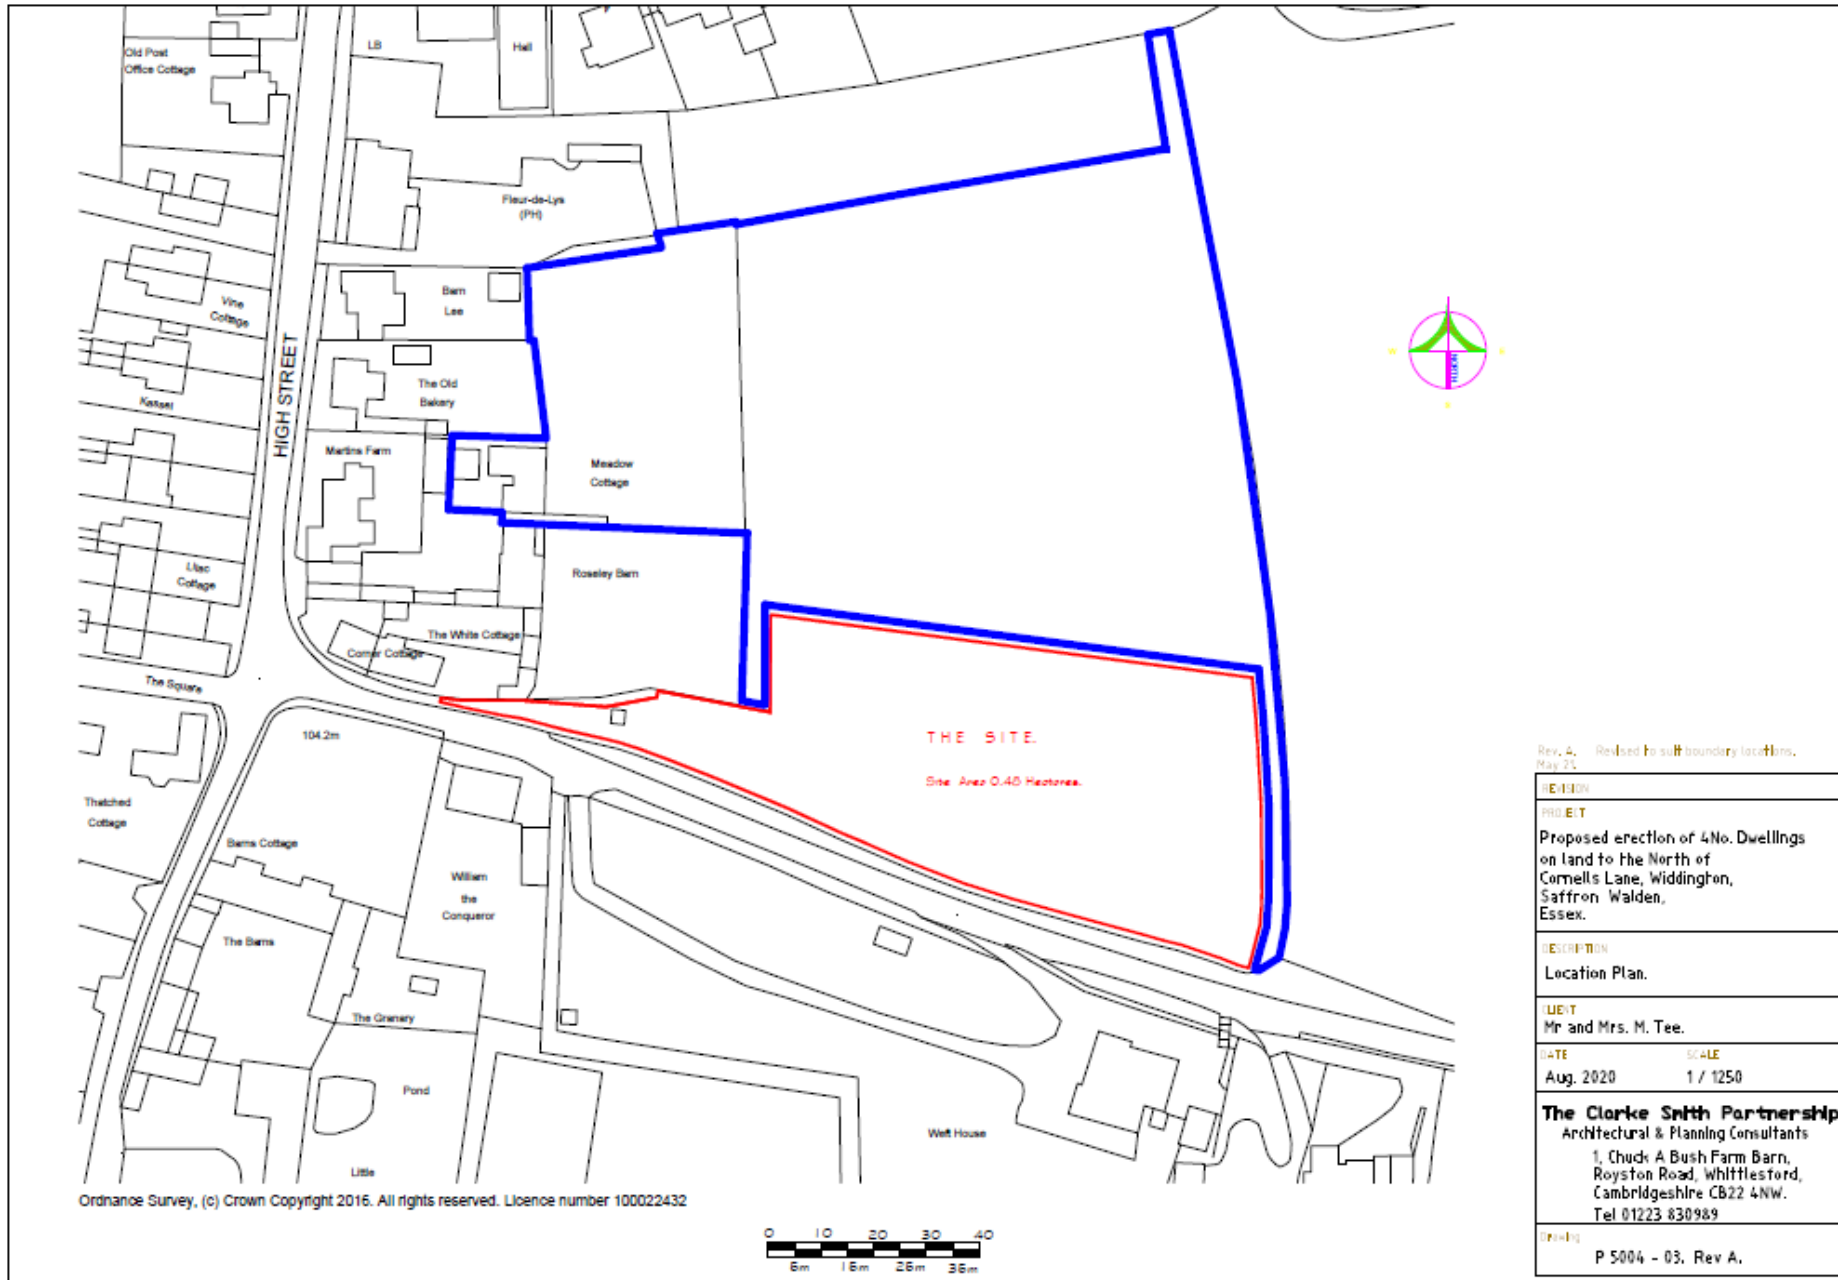 Old Post
Office Cottage
LB
Hall
Fleur-de-Lys
(PH)
Barn
Lee
Vine
Cottage
HIGH STREET
The Old
Bakery
Kassel
Martins Farm
Meadow
Cottage
Lilac
Cottage
Roseley Barn
The White Cottage
Corner Cottage
The Square
104.2m
THE SITE.
Site Area 0.48 Hectares.
Thatched
Cottage
Barns Cottage
William
the
Conqueror
The Barns
The Granary
Pond
Little
Weft House
NORTH
Ordnance Survey, (c) Crown Copyright 2016. All rights reserved. Licence number 100022432
0 10 20 30 40
Rev. A. Revised to suit boundary locations.
May 21.
REVISION
PROJECT
Proposed erection of 4No. Dwellings
on land to the North of
Cornells Lane, Widdington,
Saffron Walden,
Essex.
DESCRIPTION
Location Plan.
CLIENT
Mr and Mrs. M. Tee.
DATE SCALE
Aug. 2020 1 / 1250
The Clarke Smith Partnership
Architectural & Planning Consultants
1, Chuck A Bush Farm Barn,
Royston Road, Whittlesford,
Cambridgeshire CB22 4NW.
Tel 01223 830989
Drawing
P 5004 - 03. Rev A.